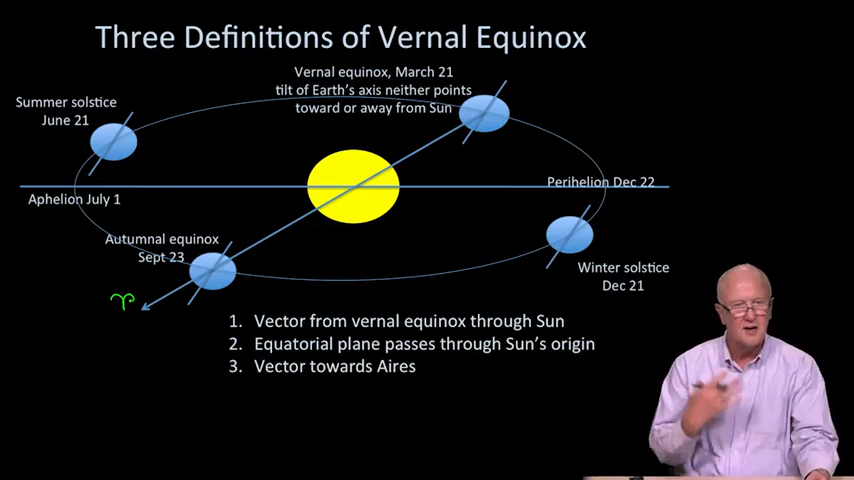 Three Definitions of Vernal Equinox
Vernal equinox, March 21
tilt of Earth's axis neither points
toward or away from Sun
Summer solstice
June 21
Perihelion Dec 22
Aphelion July 1
Autumnal equinox
Sept 23
Winter solstice
Dec 21
♈
1. Vector from vernal equinox through Sun
2. Equatorial plane passes through Sun's origin
3. Vector towards Aires